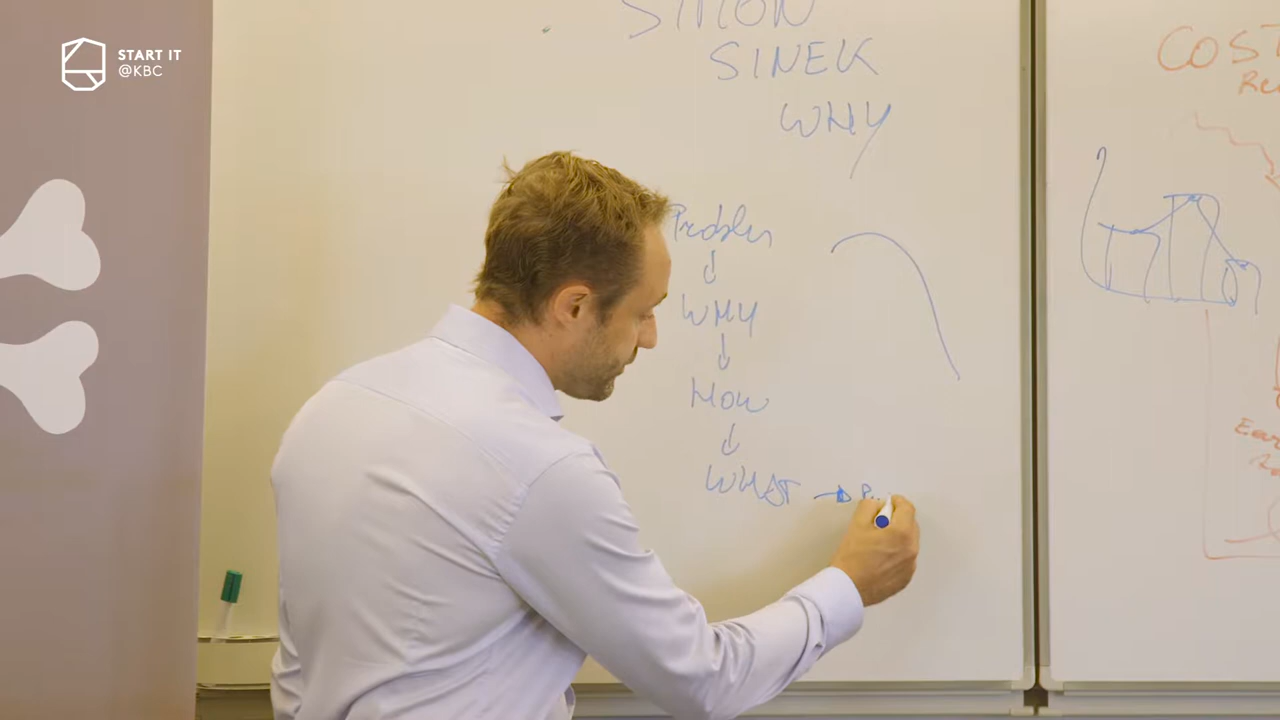 START IT
@KBC
SIMON
SINEK
WHY
Problem
WHY
HOW
WHAT
COST